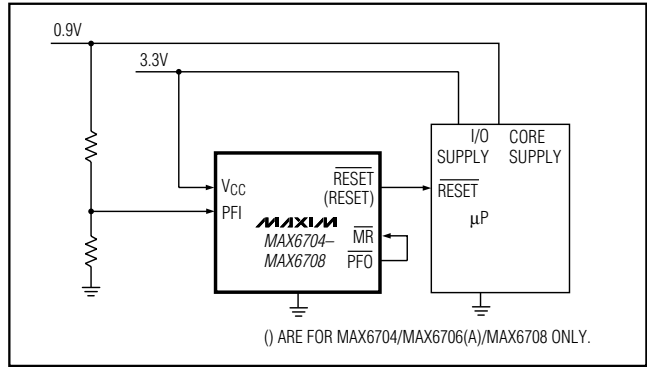 0.9V
3.3V
I/O SUPPLY
CORE SUPPLY
VCC
PFI
RESET
(RESET)
MAXIM
MAX6704–
MAX6708
MR
PFO
RESET
µP
() ARE FOR MAX6704/MAX6706(A)/MAX6708 ONLY.